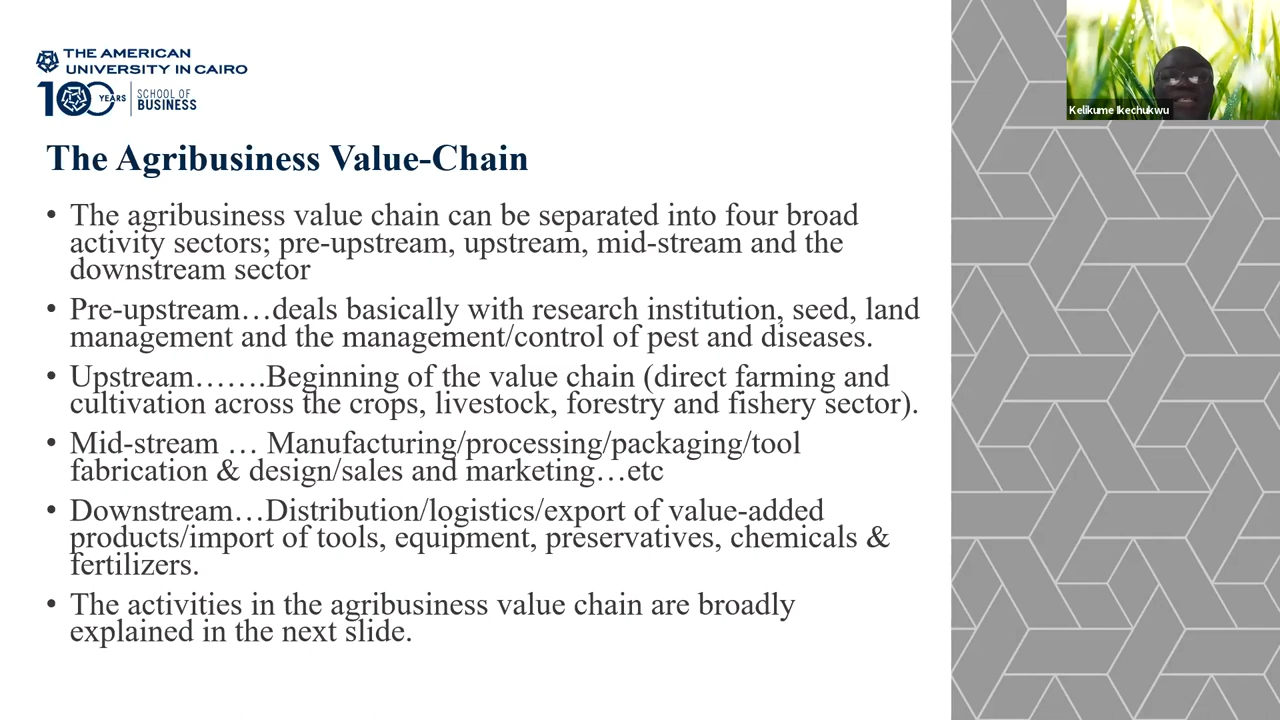 THE AMERICAN
UNIVERSITY IN CAIRO
100 YEARS
SCHOOL OF
BUSINESS
Kelikume Ikechukwu
The Agribusiness Value-Chain
• The agribusiness value chain can be separated into four broad
activity sectors; pre-upstream, upstream, mid-stream and the
downstream sector
• Pre-upstream…deals basically with research institution, seed, land
management and the management/control of pest and diseases.
• Upstream…….Beginning of the value chain (direct farming and
cultivation across the crops, livestock, forestry and fishery sector).
• Mid-stream … Manufacturing/processing/packaging/tool
fabrication & design/sales and marketing…etc
• Downstream…Distribution/logistics/export of value-added
products/import of tools, equipment, preservatives, chemicals &
fertilizers.
• The activities in the agribusiness value chain are broadly
explained in the next slide.